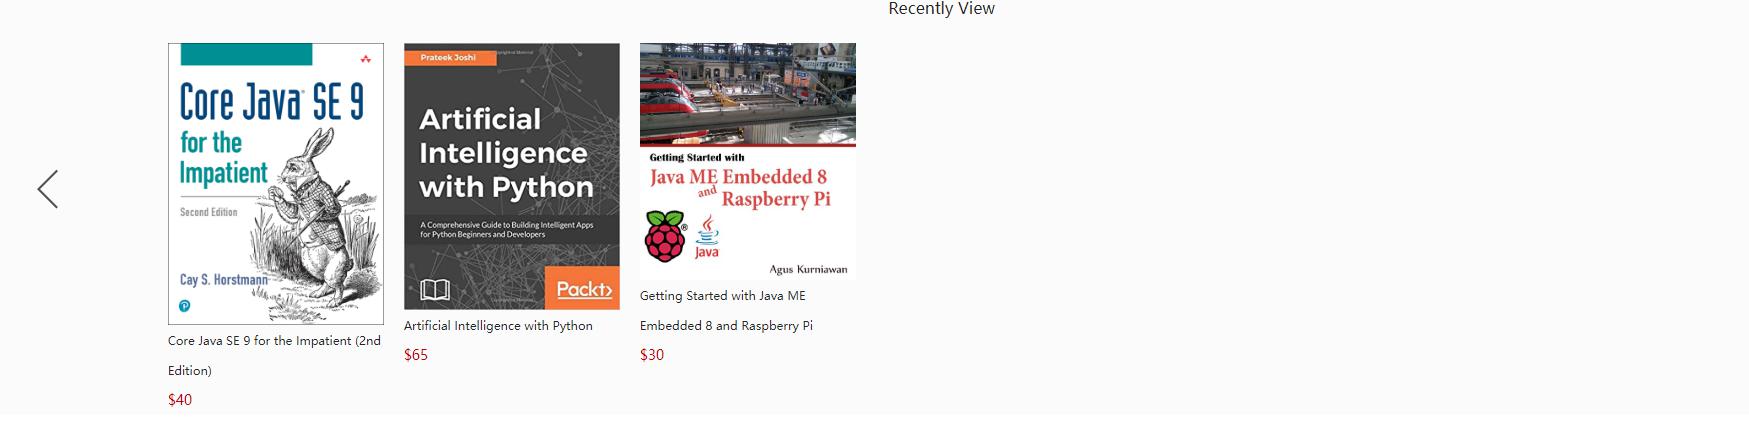 Recently View
Core Java SE 9
for the
Impatient
Second Edition
Cay S. Horstmann
Core Java SE 9 for the Impatient (2nd
Edition)
$40
Prateek Joshi
Artificial
Intelligence
with Python
A Comprehensive Guide to Building Intelligent Apps
for Python Beginners and Developers
Packt>
Artificial Intelligence with Python
$65
Getting Started with
Java ME Embedded 8
and
Raspberry Pi
Java
Agus Kurniawan
Getting Started with Java ME
Embedded 8 and Raspberry Pi
$30